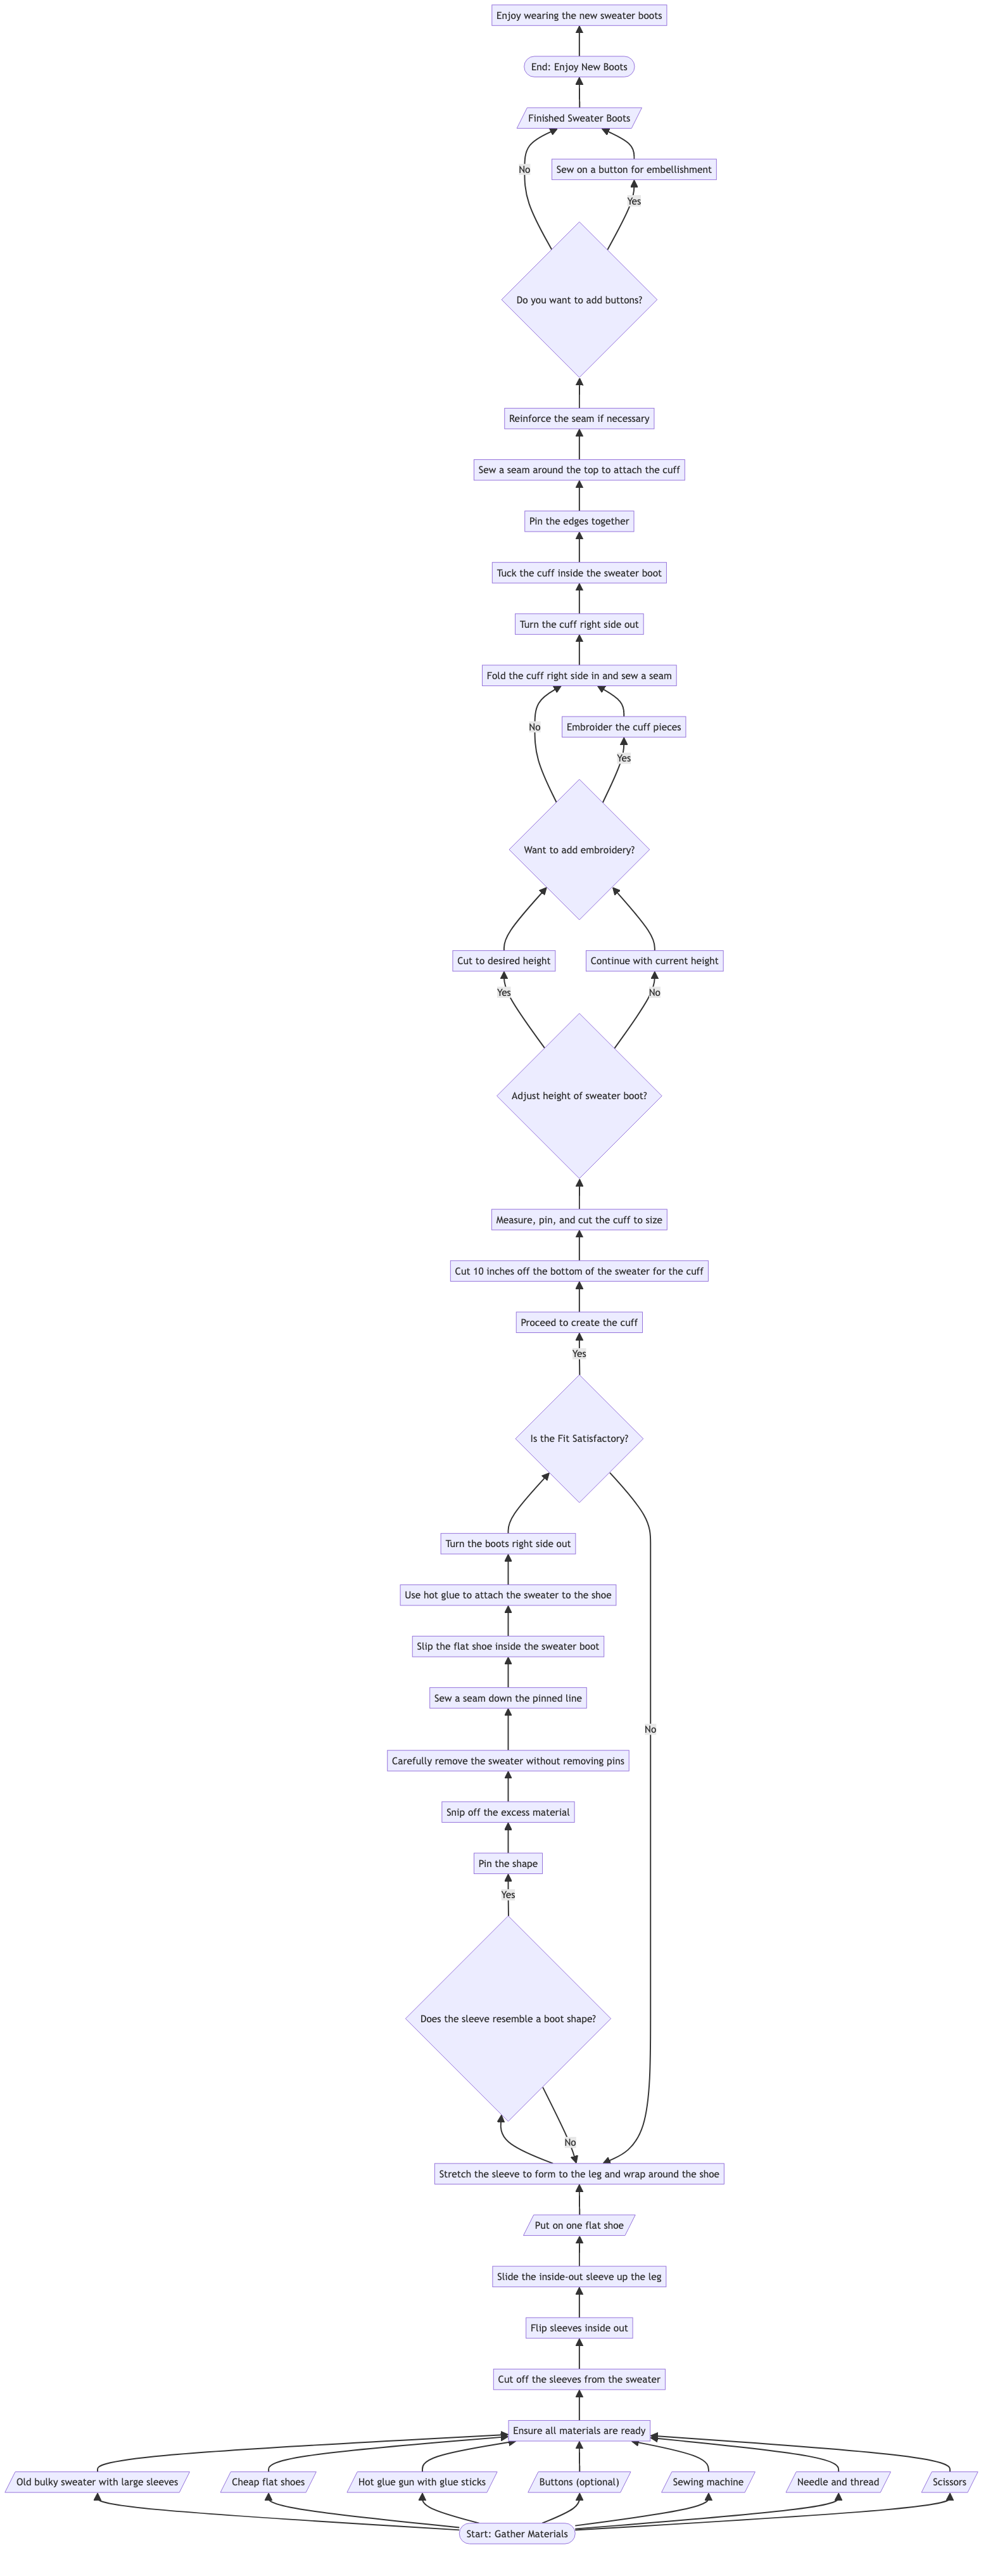 Enjoy wearing the new sweater boots
End: Enjoy New Boots
Finished Sweater Boots
No
Sew on a button for embellishment
Yes
Do you want to add buttons?
Reinforce the seam if necessary
Sew a seam around the top to attach the cuff
Pin the edges together
Tuck the cuff inside the sweater boot
Turn the cuff right side out
Fold the cuff right side in and sew a seam
No
Embroider the cuff pieces
Yes
Want to add embroidery?
Cut to desired height
Continue with current height
Yes
No
Adjust height of sweater boot?
Measure, pin, and cut the cuff to size
Cut 10 inches off the bottom of the sweater for the cuff
Proceed to create the cuff
Yes
Is the Fit Satisfactory?
Turn the boots right side out
Use hot glue to attach the sweater to the shoe
Slip the flat shoe inside the sweater boot
Sew a seam down the pinned line
No
Carefully remove the sweater without removing pins
Snip off the excess material
Pin the shape
Yes
Does the sleeve resemble a boot shape?
No
Stretch the sleeve to form to the leg and wrap around the shoe
Put on one flat shoe
Slide the inside-out sleeve up the leg
Flip sleeves inside out
Cut off the sleeves from the sweater
Ensure all materials are ready
Old bulky sweater with large sleeves
Cheap flat shoes
Hot glue gun with glue sticks
Buttons (optional)
Sewing machine
Needle and thread
Scissors
Start: Gather Materials